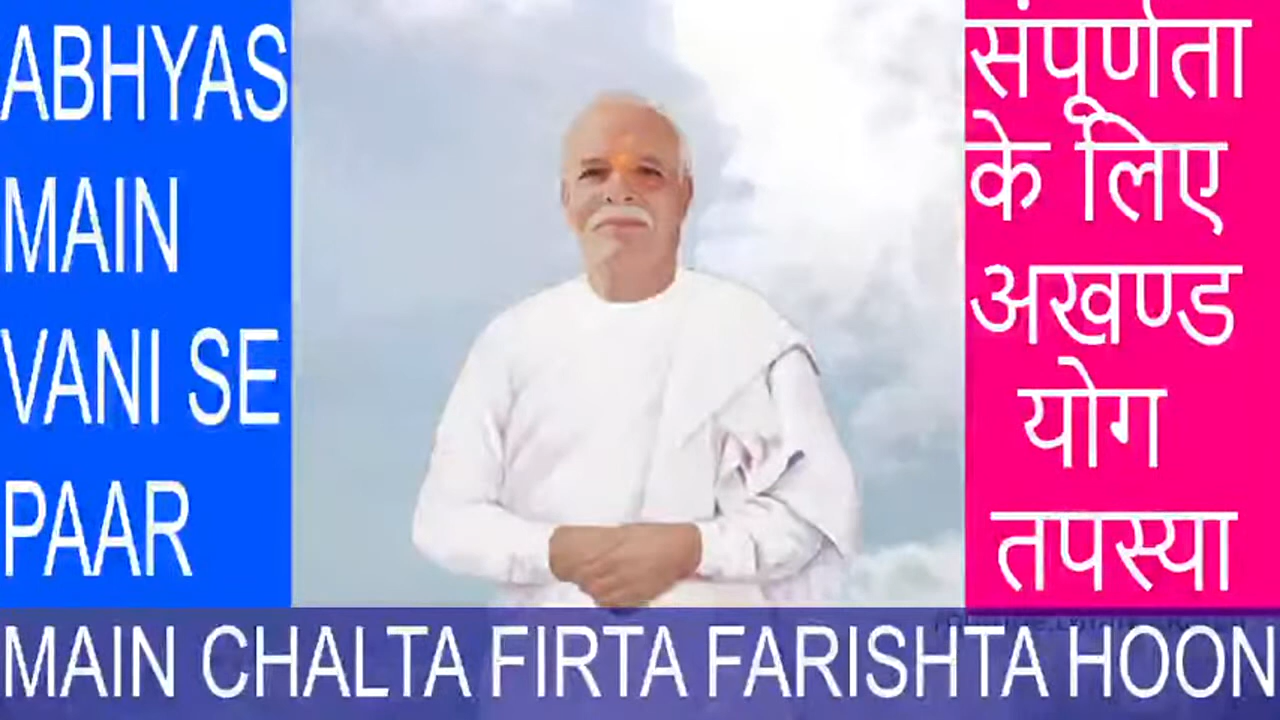 ABHYAS
MAIN
VANI SE
PAAR
संपूर्णता
के लिए
अखण्ड
योग
तपस्या
MAIN CHALTA FIRTA FARISHTA HOON